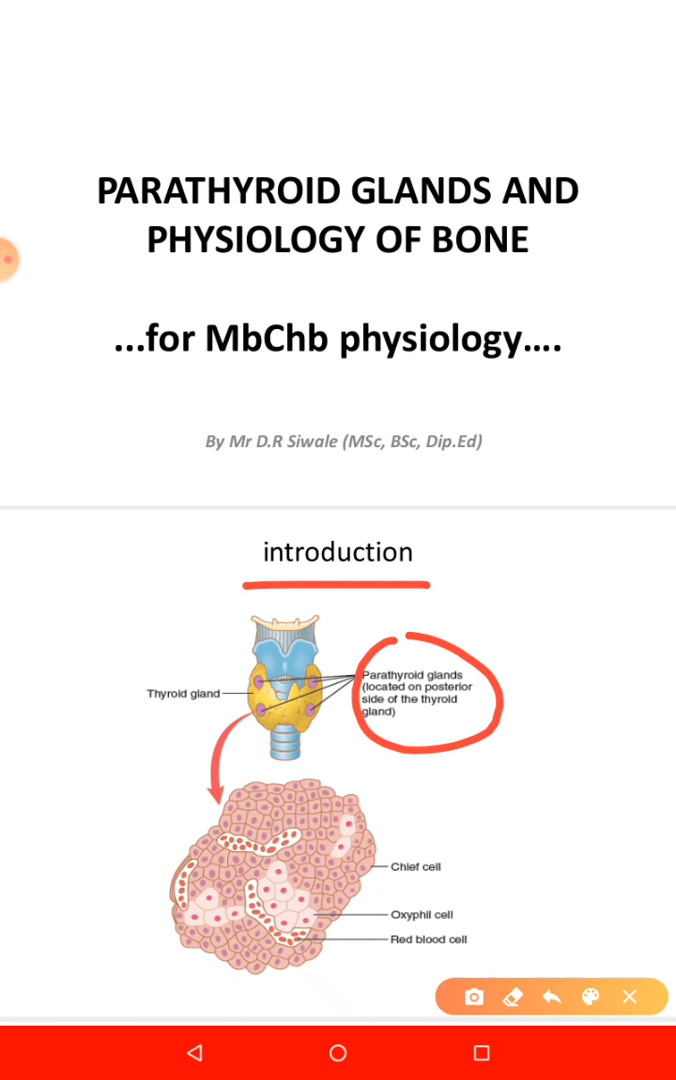 PARATHYROID GLANDS AND
PHYSIOLOGY OF BONE
...for MbChb physiology....
By Mr D.R Siwale (MSc, BSc, Dip.Ed)
introduction
Thyroid gland
Parathyroid glands
(located on posterior
side of the thyroid
gland)
Chief cell
Oxyphil cell
Red blood cell